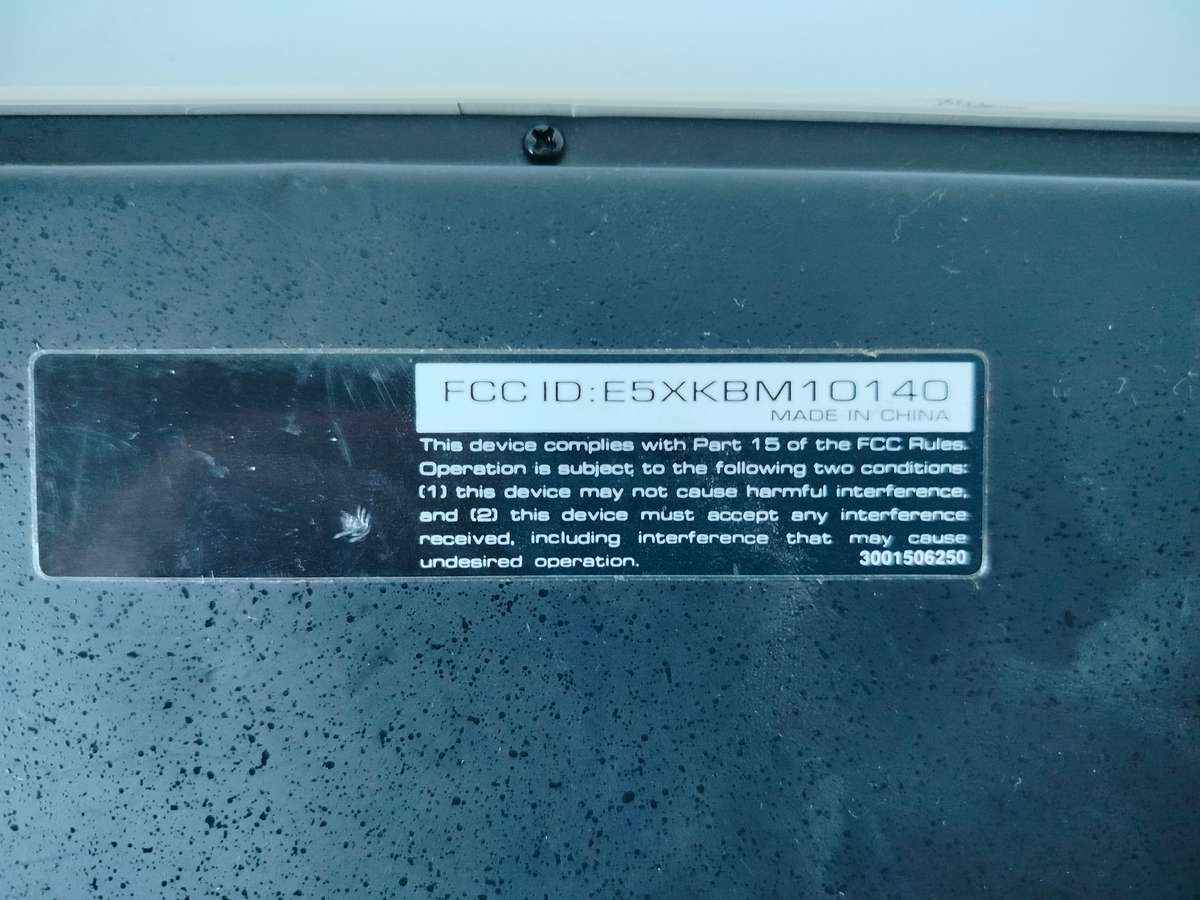 FCC ID: E5XKBM10140
MADE IN CHINA
This device complies with Part 15 of the FCC Rules.
Operation is subject to the following two conditions:
(1) this device may not cause harmful interference,
and (2) this device must accept any interference
received, including interference that may cause
undesired operation. 3001506250